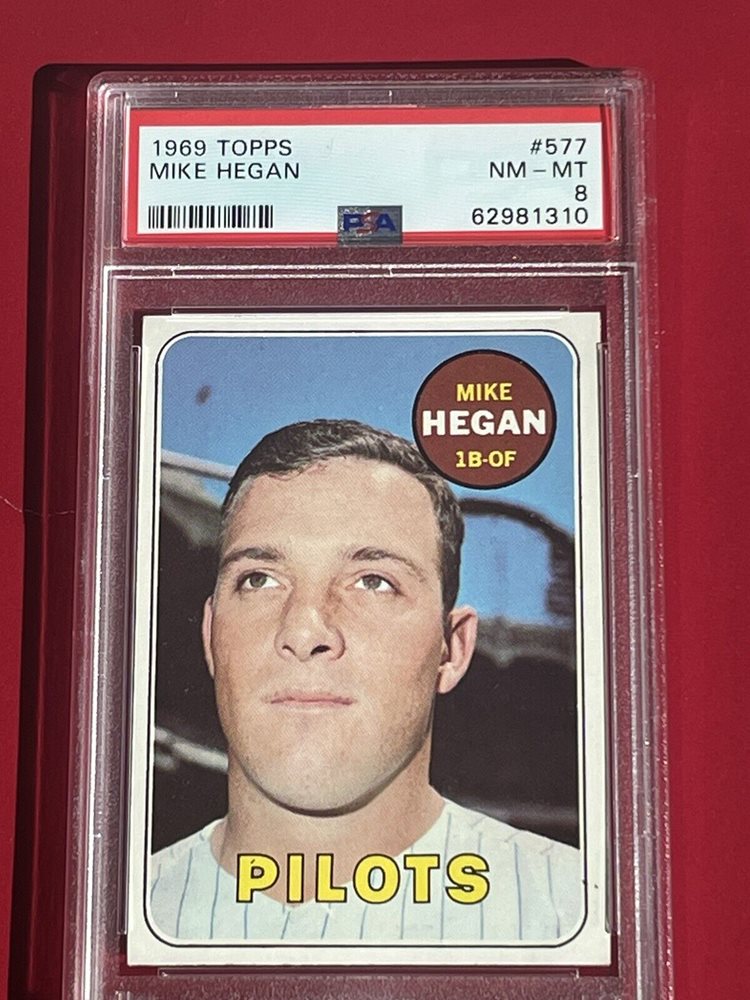 1969 TOPPS #577
MIKE HEGAN NM - MT
8
PSA 62981310
MIKE
HEGAN
1B-OF
PILOTS